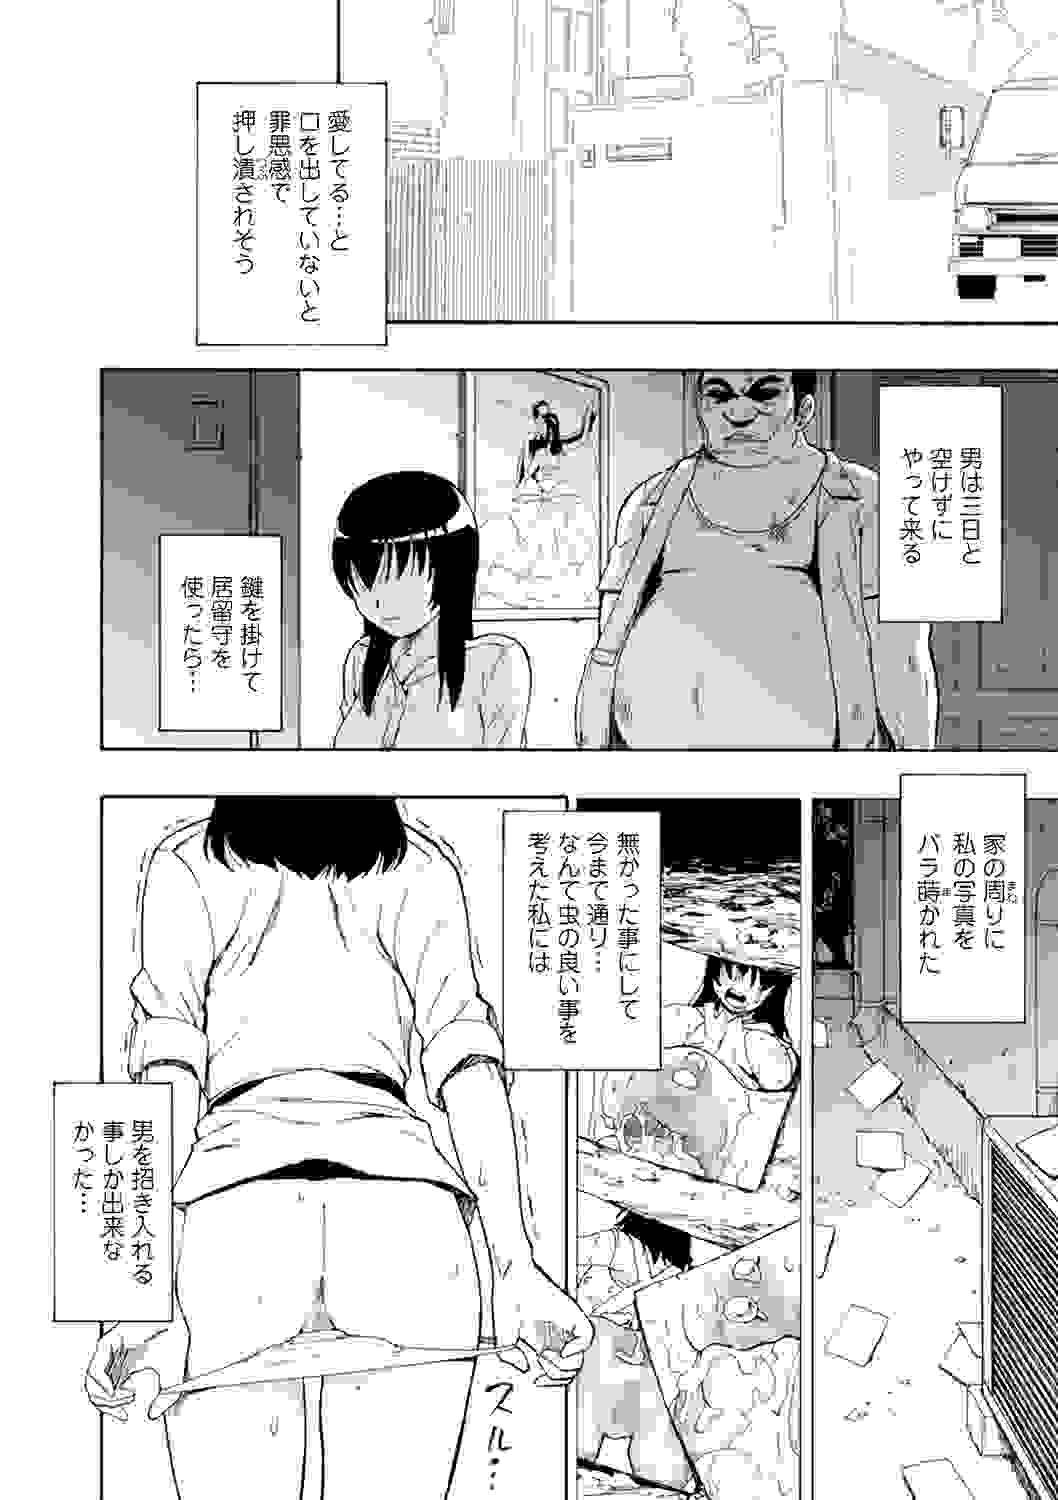 愛してる…と
口を出していないと
罪悪感で
押し潰されそう
男は三日と
空けずに
やって来る
鍵を掛けて
居留守を
使ったら…
家の周りに
私の写真を
バラ蒔かれた
無かった事にして
今まで通り…
なんて虫の良い事を
考えた私には
男を招き入れる
事しか出来な
かった…
スル…